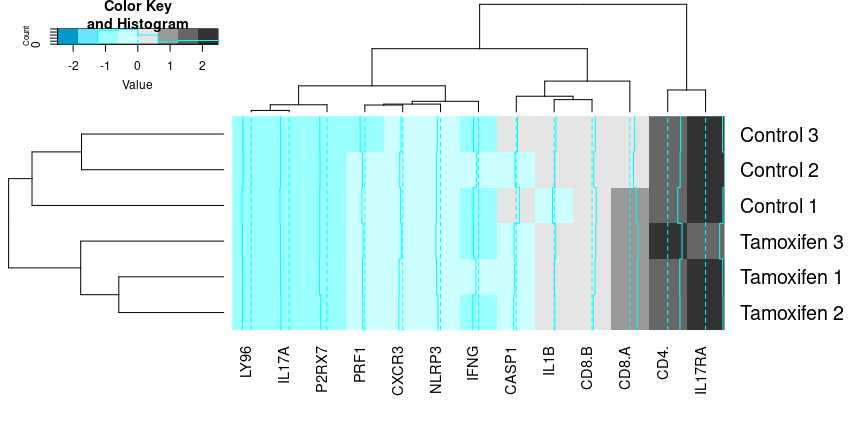 Color Key
and Histogram
Count
0
-2 -1 0 1 2
Value
Control 3
Control 2
Control 1
Tamoxifen 3
Tamoxifen 1
Tamoxifen 2
LY96 IL17A P2RX7 PRF1 CXCR3 NLRP3 IFNG CASP1 IL1B CD8.B CD8.A CD4. IL17RA